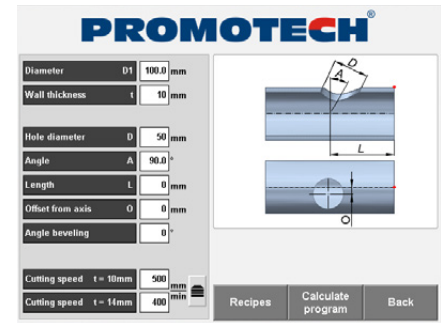 PROMOTECH®
Diameter D1 100.0 mm
Wall thickness t 10 mm
Hole diameter D 50 mm
Angle A 90.0 °
Length L 0 mm
Offset from axis O 0 mm
Angle beveling 0 °
Cutting speed t = 10mm 500
mm
min
Cutting speed t = 14mm 400
D
A
L
O
Recipes
Calculate
program
Back